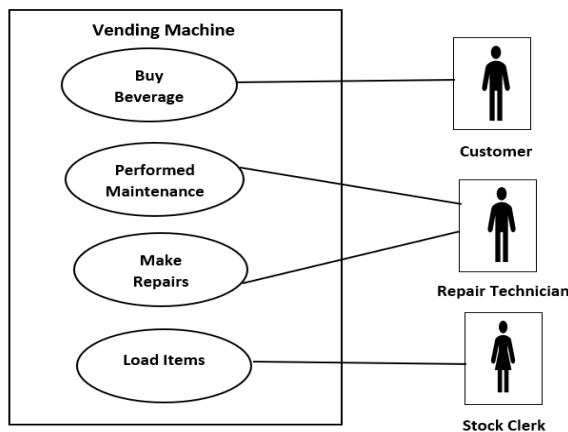 Vending Machine
Buy
Beverage
Customer
Performed
Maintenance
Make
Repairs
Repair Technician
Load Items
Stock Clerk